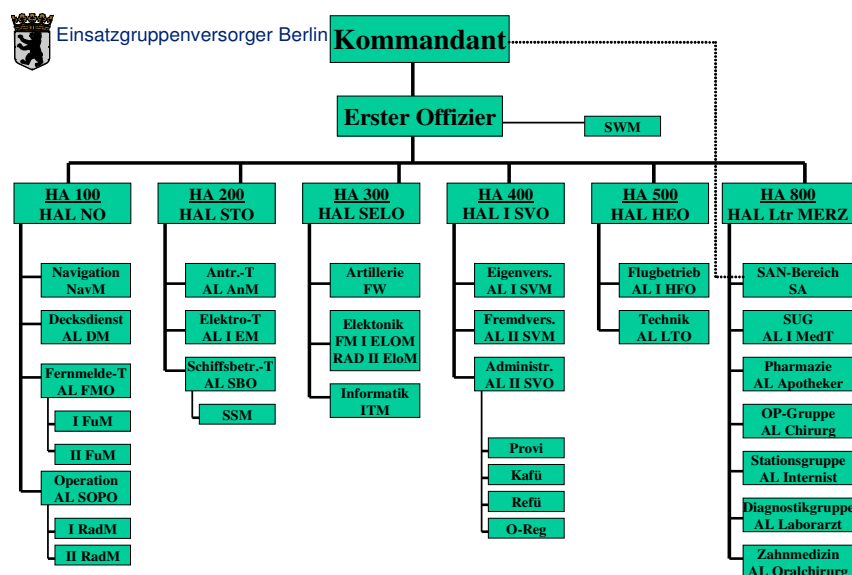 Einsatzgruppenversorger Berlin
Kommandant
Erster Offizier
SWM
HA 100
HAL NO
HA 200
HAL STO
HA 300
HAL SELO
HA 400
HAL I SVO
HA 500
HAL HEO
HA 800
HAL Ltr MERZ
Navigation
NavM
Decksdienst
AL DM
Fernmelde-T
AL FMO
I FuM
II FuM
Operation
AL SOPO
I RadM
II RadM
Antr.-T
AL AnM
Elektro-T
AL I EM
Schiffsbetr.-T
AL SBO
SSM
Artillerie
FW
Elektonik
FM I ELOM
RAD II EloM
Informatik
ITM
Eigenvers.
AL I SVM
Fremdvers.
AL II SVM
Administr.
AL II SVO
Provi
Kafü
Refü
O-Reg
Flugbetrieb
AL I HFO
Technik
AL LTO
SAN-Bereich
SA
SUG
AL I MedT
Pharmazie
AL Apotheker
OP-Gruppe
AL Chirurg
Stationsgruppe
AL Internist
Diagnostikgruppe
AL Laborarzt
Zahnmedizin
AL Oralchirurg